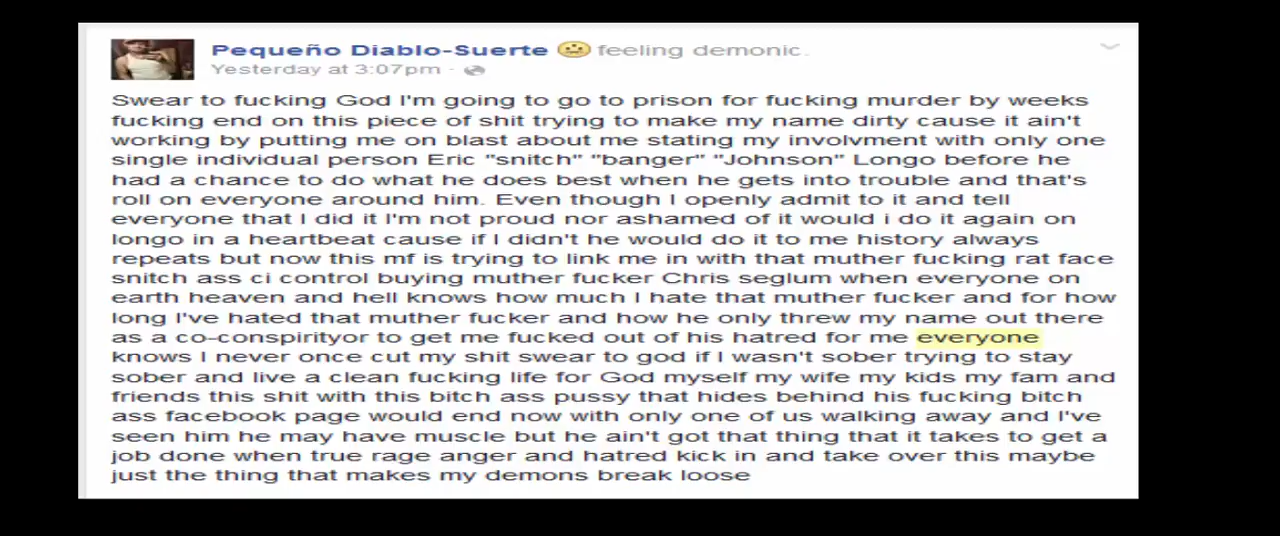 Pequeño Diablo-Suerte feeling demonic.
Yesterday at 3:07pm ·
Swear to fucking God I'm going to go to prison for fucking murder by weeks
fucking end on this piece of shit trying to make my name dirty cause it ain't
working by putting me on blast about me stating my involvment with only one
single individual person Eric "snitch" "banger" "Johnson" Longo before he
had a chance to do what he does best when he gets into trouble and that's
roll on everyone around him. Even though I openly admit to it and tell
everyone that I did it I'm not proud nor ashamed of it would i do it again on
longo in a heartbeat cause if I didn't he would do it to me history always
repeats but now this mf is trying to link me in with that muther fucking rat face
snitch ass ci control buying muther fucker Chris seglum when everyone on
earth heaven and hell knows how much I hate that muther fucker and for how
long I've hated that muther fucker and how he only threw my name out there
as a co-conspirityor to get me fucked out of his hatred for me everyone
knows I never once cut my shit swear to god if I wasn't sober trying to stay
sober and live a clean fucking life for God myself my wife my kids my fam and
friends this shit with this bitch ass pussy that hides behind his fucking bitch
ass facebook page would end now with only one of us walking away and I've
seen him he may have muscle but he ain't got that thing that it takes to get a
job done when true rage anger and hatred kick in and take over this maybe
just the thing that makes my demons break loose